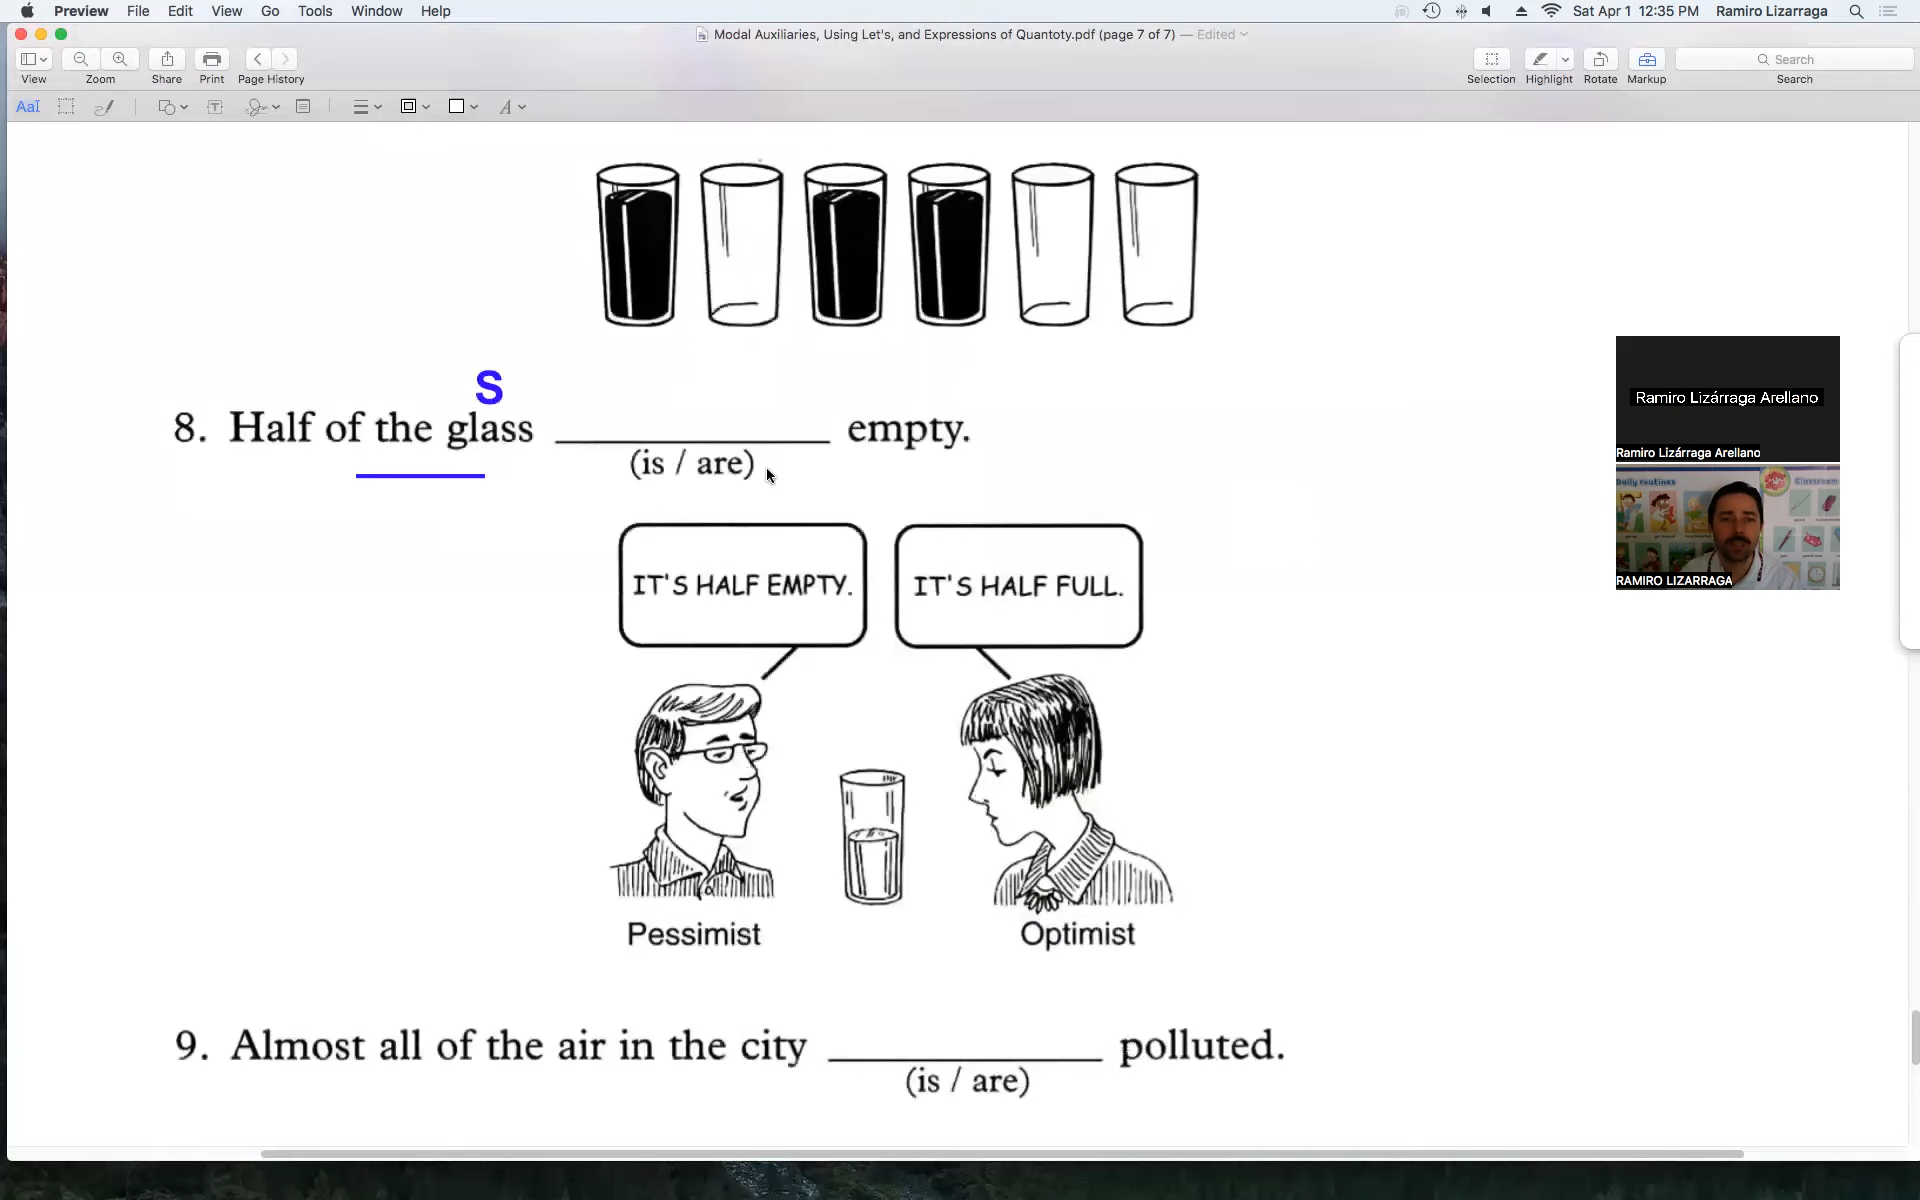 Preview File Edit View Go Tools Window Help Sat Apr 1 12:35 PM Ramiro Lizarraga
Modal Auxiliaries, Using Let's, and Expressions of Quantoty.pdf (page 7 of 7) — Edited
Search
View Zoom Share Print Page History Selection Highlight Rotate Markup Search
AaI
S
8. Half of the glass ____________ empty.
(is / are)
IT'S HALF EMPTY. IT'S HALF FULL.
Pessimist Optimist
9. Almost all of the air in the city ____________ polluted.
(is / are)
Ramiro Lizárraga Arellano
Ramiro Lizárraga Arellano
Daily routines Classroom
RAMIRO LIZARRAGA